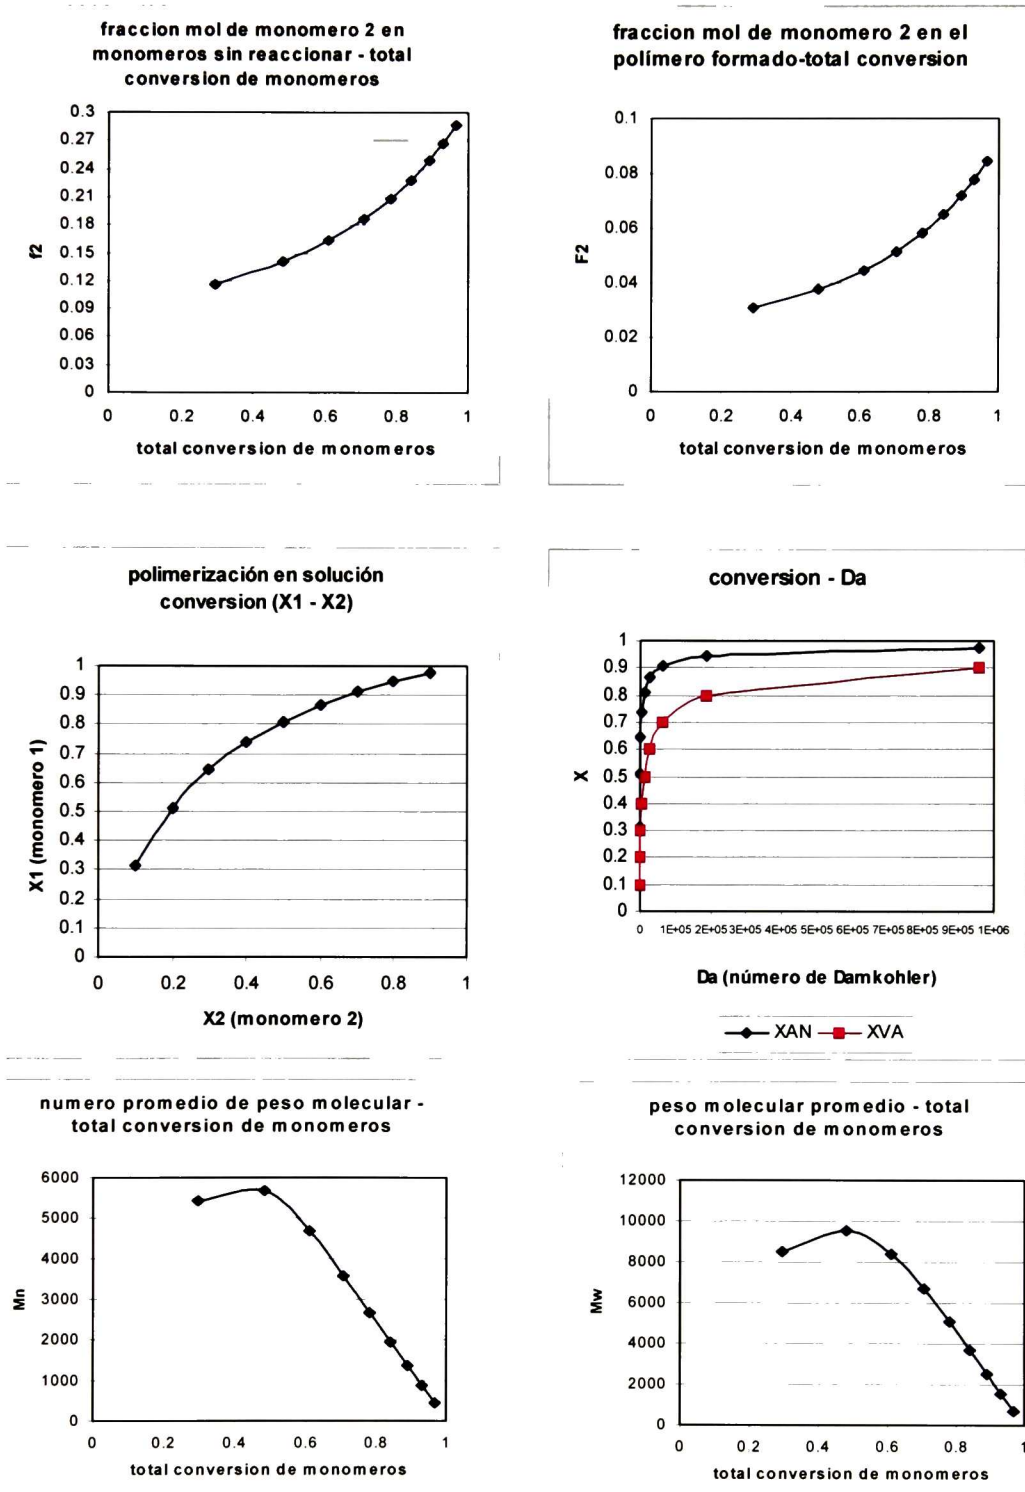 fraccion mol de monomero 2 en
monomeros sin reaccionar - total
conversion de monomeros
0.3
0.27
0.24
0.21
0.18
0.15
0.12
0.09
0.06
0.03
0
f2
0 0.2 0.4 0.6 0.8 1
total conversion de monomeros
fraccion mol de monomero 2 en el
polímero formado-total conversion
0.1
0.08
0.06
0.04
0.02
0
F2
0 0.2 0.4 0.6 0.8 1
total conversion de monomeros
polimerización en solución
conversion (X1 - X2)
1
0.9
0.8
0.7
0.6
0.5
0.4
0.3
0.2
0.1
0
X1 (monomero 1)
0 0.2 0.4 0.6 0.8 1
X2 (monomero 2)
conversion - Da
1
0.9
0.8
0.7
0.6
0.5
0.4
0.3
0.2
0.1
0
X
0 1E+05 2E+05 3E+05 4E+05 5E+05 6E+05 7E+05 8E+05 9E+05 1E+06
Da (número de Damkohler)
XAN XVA
numero promedio de peso molecular -
total conversion de monomeros
6000
5000
4000
3000
2000
1000
0
Mn
0 0.2 0.4 0.6 0.8 1
total conversion de monomeros
peso molecular promedio - total
conversion de monomeros
12000
10000
8000
6000
4000
2000
0
Mw
0 0.2 0.4 0.6 0.8 1
total conversion de monomeros